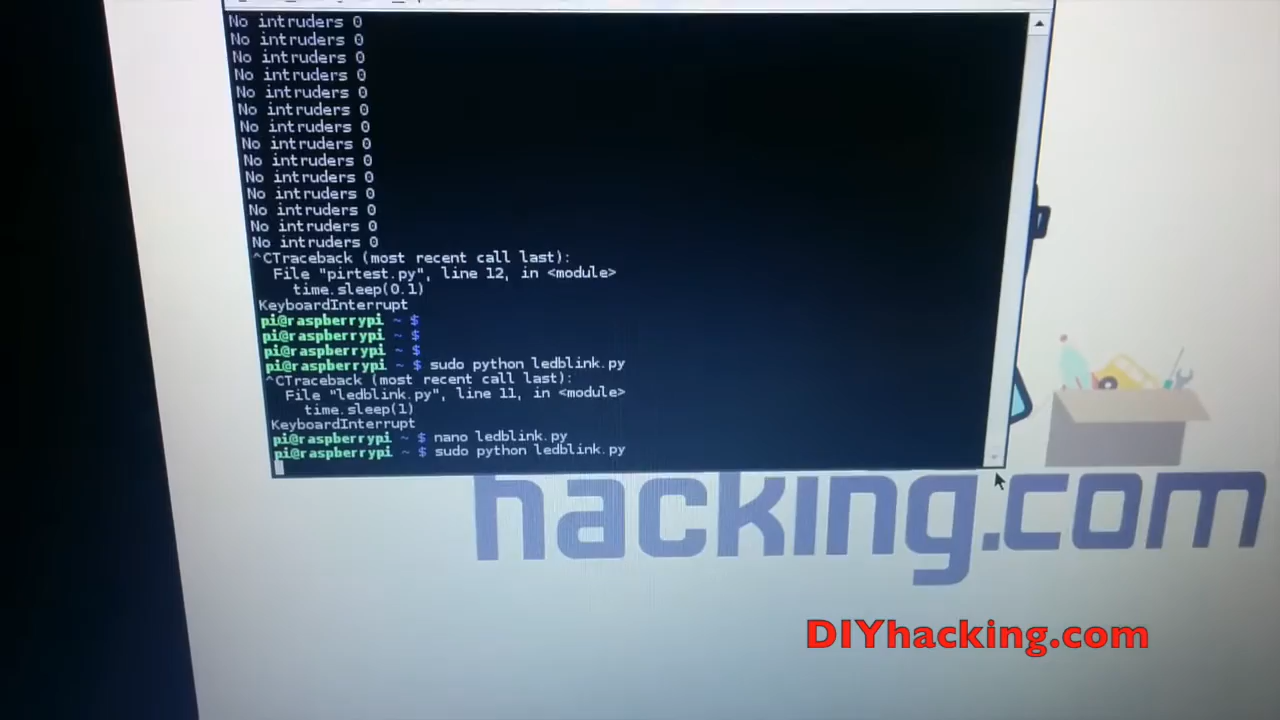 No intruders 0
No intruders 0
No intruders 0
No intruders 0
No intruders 0
No intruders 0
No intruders 0
No intruders 0
No intruders 0
No intruders 0
No intruders 0
No intruders 0
No intruders 0
No intruders 0
^CTraceback (most recent call last):
File "pirtest.py", line 12, in <module>
time.sleep(0.1)
KeyboardInterrupt
pi@raspberrypi ~ $
pi@raspberrypi ~ $
pi@raspberrypi ~ $
pi@raspberrypi ~ $ sudo python ledblink.py
^CTraceback (most recent call last):
File "ledblink.py", line 11, in <module>
time.sleep(1)
KeyboardInterrupt
pi@raspberrypi ~ $ nano ledblink.py
pi@raspberrypi ~ $ sudo python ledblink.py
hacking.com
DIYhacking.com